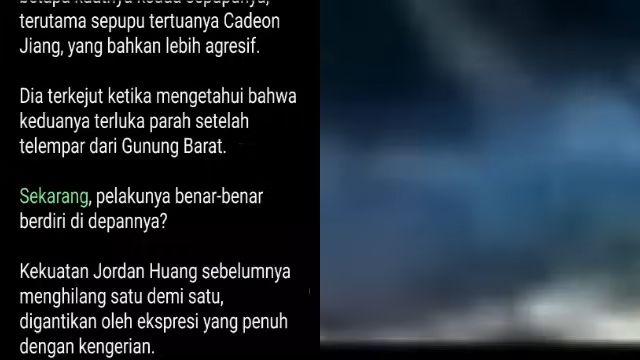 terutama sepupu tertuanya Cadeon
Jiang, yang bahkan lebih agresif.
Dia terkejut ketika mengetahui bahwa
keduanya terluka parah setelah
telempar dari Gunung Barat.
Sekarang, pelakunya benar-benar
berdiri di depannya?
Kekuatan Jordan Huang sebelumnya
menghilang satu demi satu,
digantikan oleh ekspresi yang penuh
dengan kengerian.